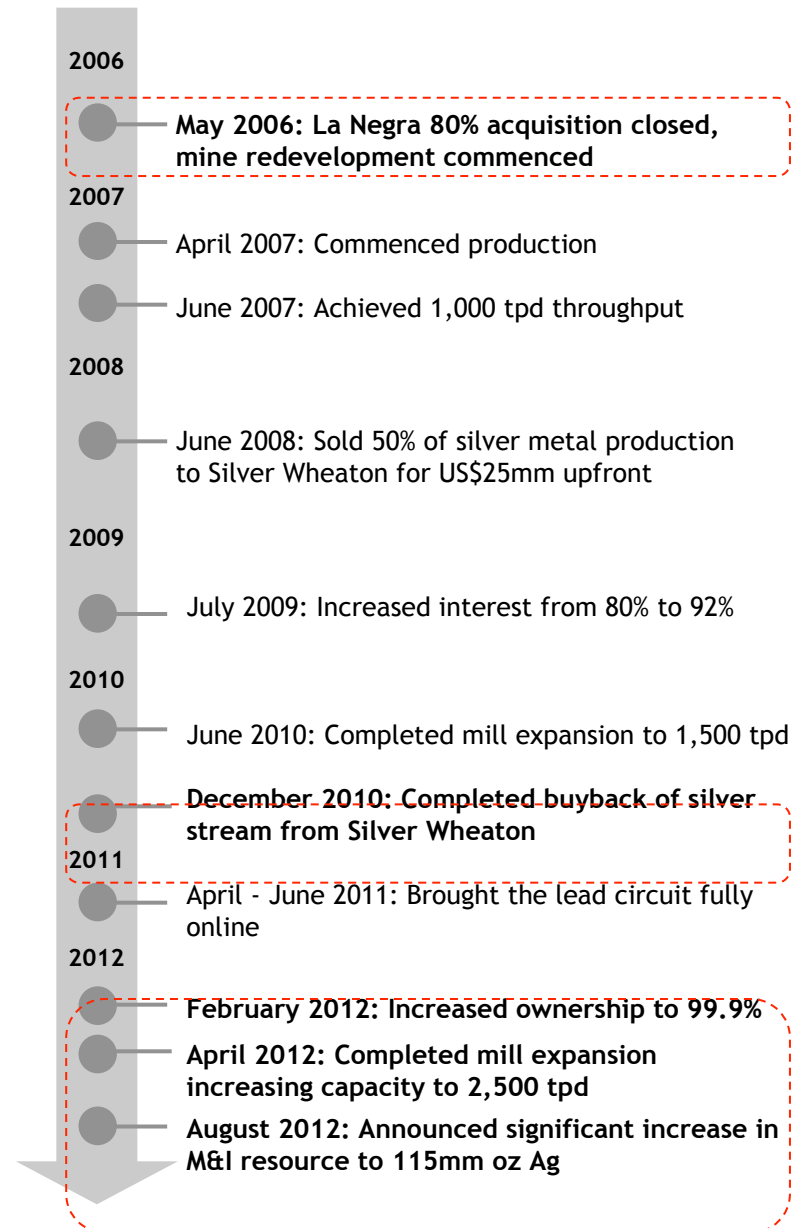 2006
May 2006: La Negra 80% acquisition closed,
mine redevelopment commenced
2007
April 2007: Commenced production
June 2007: Achieved 1,000 tpd throughput
2008
June 2008: Sold 50% of silver metal production
to Silver Wheaton for US$25mm upfront
2009
July 2009: Increased interest from 80% to 92%
2010
June 2010: Completed mill expansion to 1,500 tpd
December 2010: Completed buyback of silver
stream from Silver Wheaton
2011
April - June 2011: Brought the lead circuit fully
online
2012
February 2012: Increased ownership to 99.9%
April 2012: Completed mill expansion
increasing capacity to 2,500 tpd
August 2012: Announced significant increase in
M&I resource to 115mm oz Ag